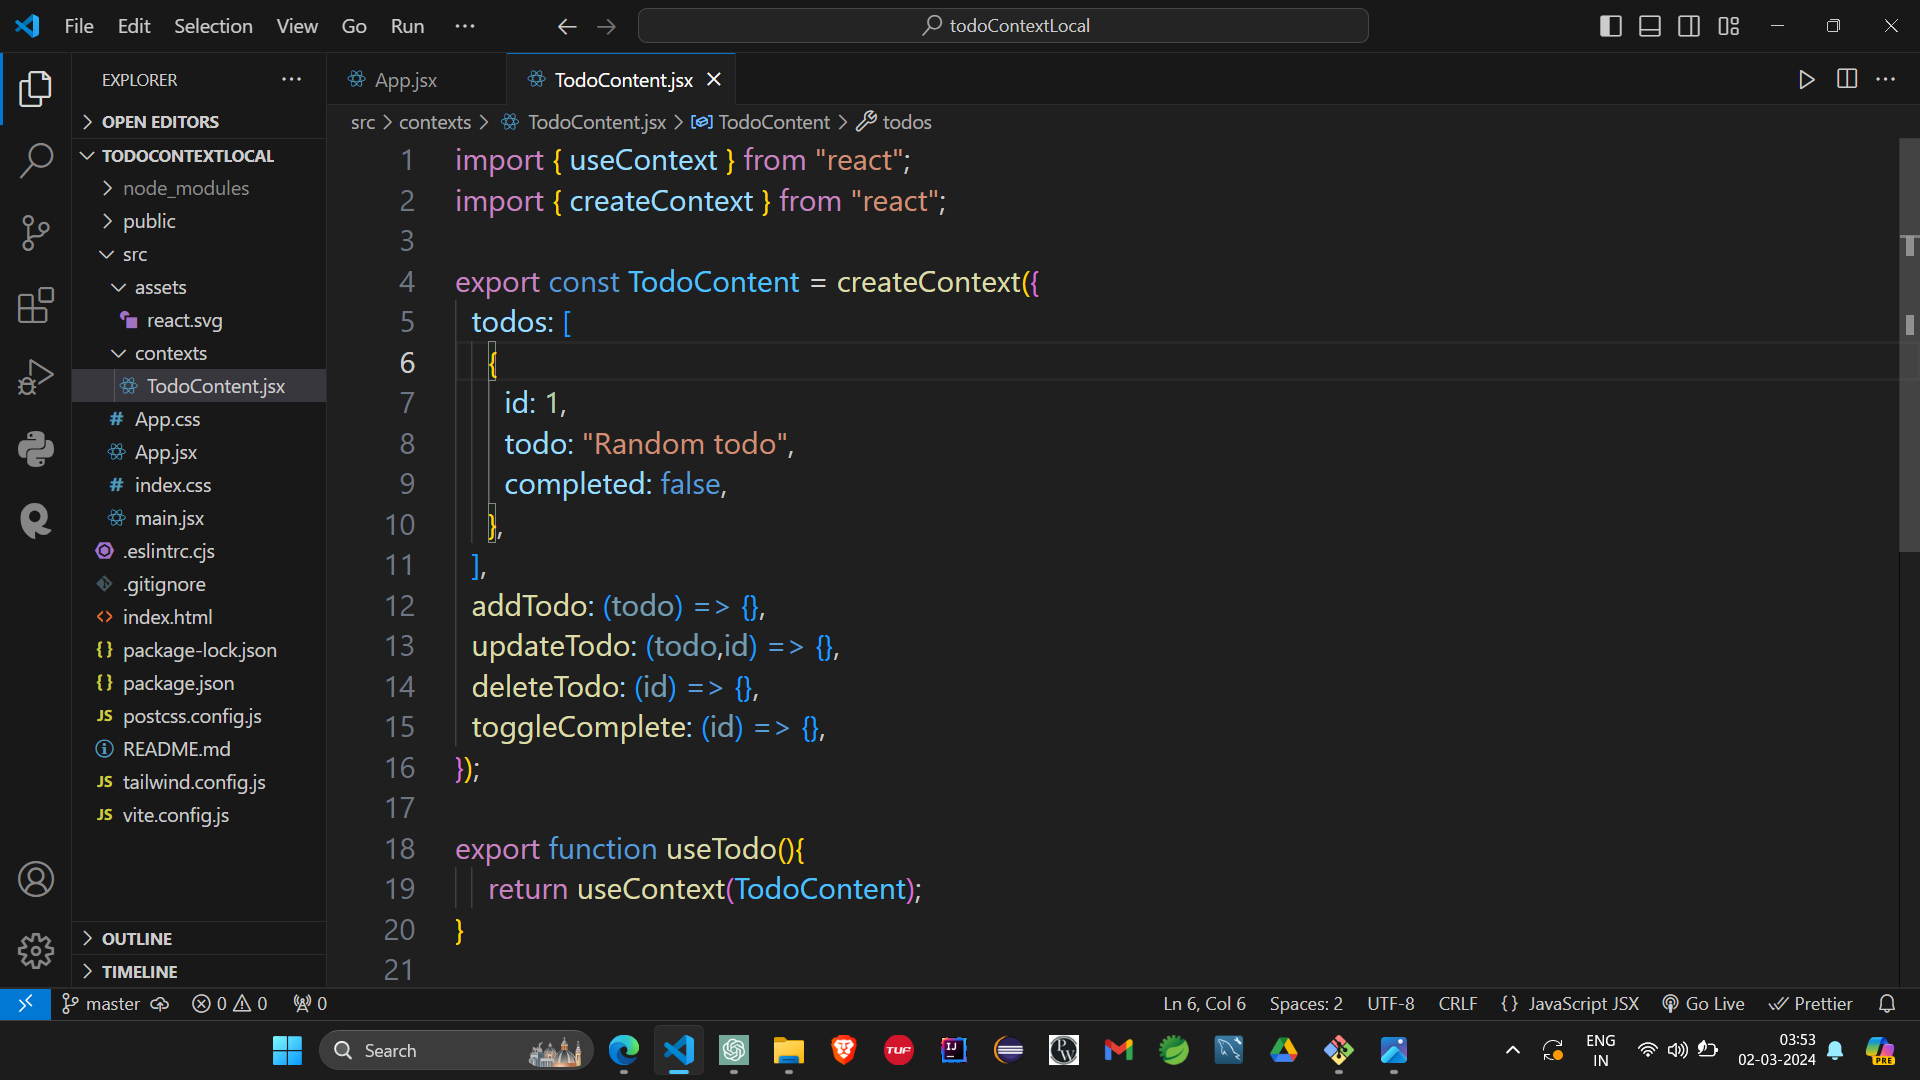 File Edit Selection View Go Run ···
todoContextLocal
EXPLORER ···
OPEN EDITORS
TODOCONTEXTLOCAL
node_modules
public
src
assets
react.svg
contexts
TodoContent.jsx
# App.css
App.jsx
# index.css
main.jsx
.eslintrc.cjs
.gitignore
<> index.html
{} package-lock.json
{} package.json
JS postcss.config.js
README.md
JS tailwind.config.js
JS vite.config.js
OUTLINE
TIMELINE
App.jsx
TodoContent.jsx
src > contexts > TodoContent.jsx > TodoContent > todos
1 import { useContext } from "react";
2 import { createContext } from "react";
3
4 export const TodoContent = createContext({
5 todos: [
6 {
7 id: 1,
8 todo: "Random todo",
9 completed: false,
10 },
11 ],
12 addTodo: (todo) => {},
13 updateTodo: (todo,id) => {},
14 deleteTodo: (id) => {},
15 toggleComplete: (id) => {},
16 });
17
18 export function useTodo(){
19 return useContext(TodoContent);
20 }
21
master 0 0 0
Ln 6, Col 6 Spaces: 2 UTF-8 CRLF {} JavaScript JSX Go Live Prettier
Search
TUF
IJ
PW
ENG
IN
03:53
02-03-2024
PRE